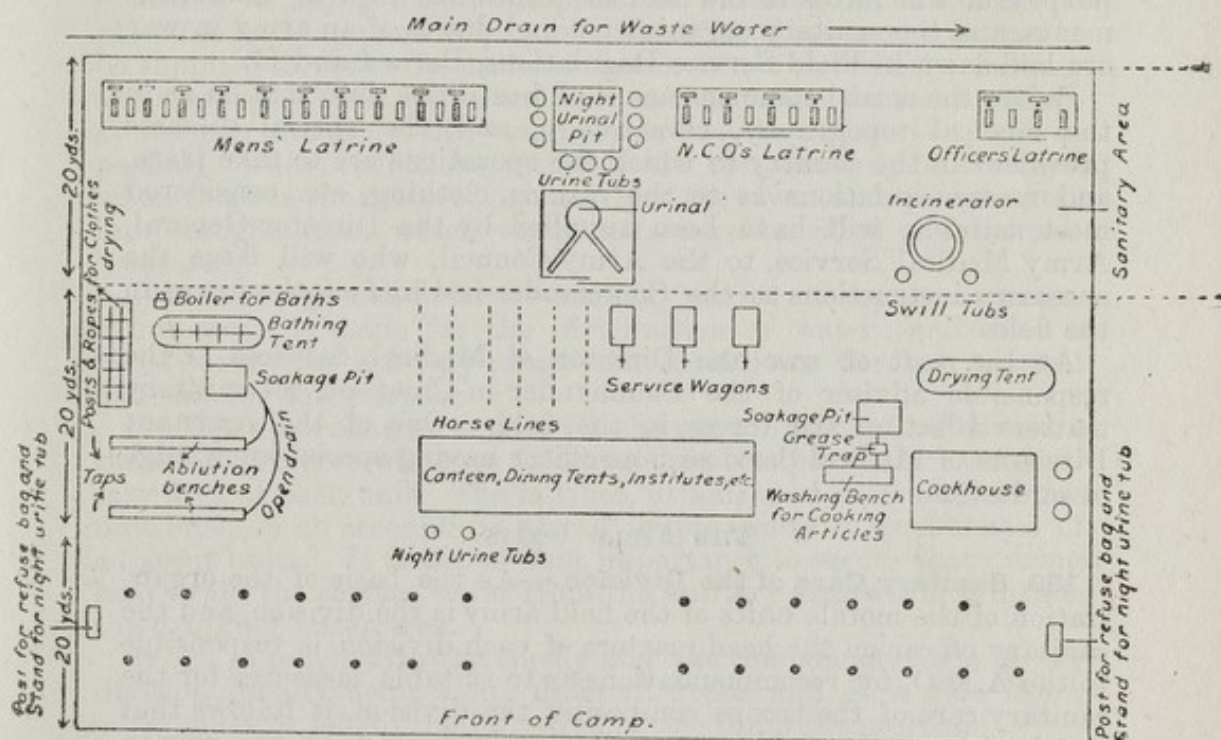 Main Drain for Waste Water
20 yds.
Mens' Latrine
Night
Urinal
Pit
Urine Tubs
N.C.O's Latrine
Officers' Latrine
Sanitary Area
Urinal
Incinerator
Swill Tubs
Posts & Ropes for Clothes
drying
Boiler for Baths
Bathing
Tent
Soakage Pit
20 yds.
Service Wagons
Drying Tent
Horse Lines
Soakage Pit
Grease
Trap
Taps
Ablution
benches
Open drain
Canteen, Dining Tents, Institutes, etc.
Washing Bench
for Cooking
Articles
Cookhouse
Night Urine Tubs
Post for refuse bag and
Stand for night urine tub
20 yds.
Post for refuse bag and
Stand for night urine tub
Front of Camp.